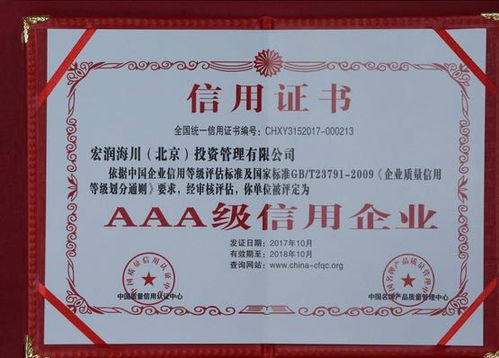 信用证书
全国统一信用证书编号：CHXY3152017-000213
宏润海川（北京）投资管理有限公司
依据中国企业信用等级评估标准及国家标准GB/T23791-2009《企业质量信用
等级划分通则》要求，经审核评估，你单位被评定为
AAA级信用企业
发证日期：2017年10月
有效期至：2018年10月
查询网站：www.china-cfqc.org
中国质量信用认证中心
中国名牌产品质量管理中心